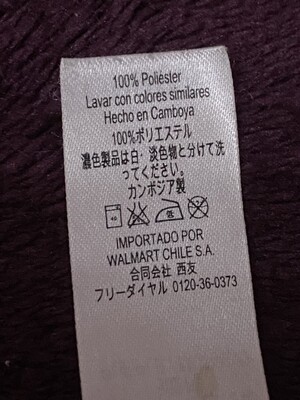 100% Poliéster
Lavar con colores similares
Hecho en Camboya
100%ポリエステル
濃色製品は白・淡色物と分けて洗
ってください。
カンボジア製
IMPORTADO POR
WALMART CHILE S.A.
合同会社 西友
フリーダイヤル 0120-36-0373